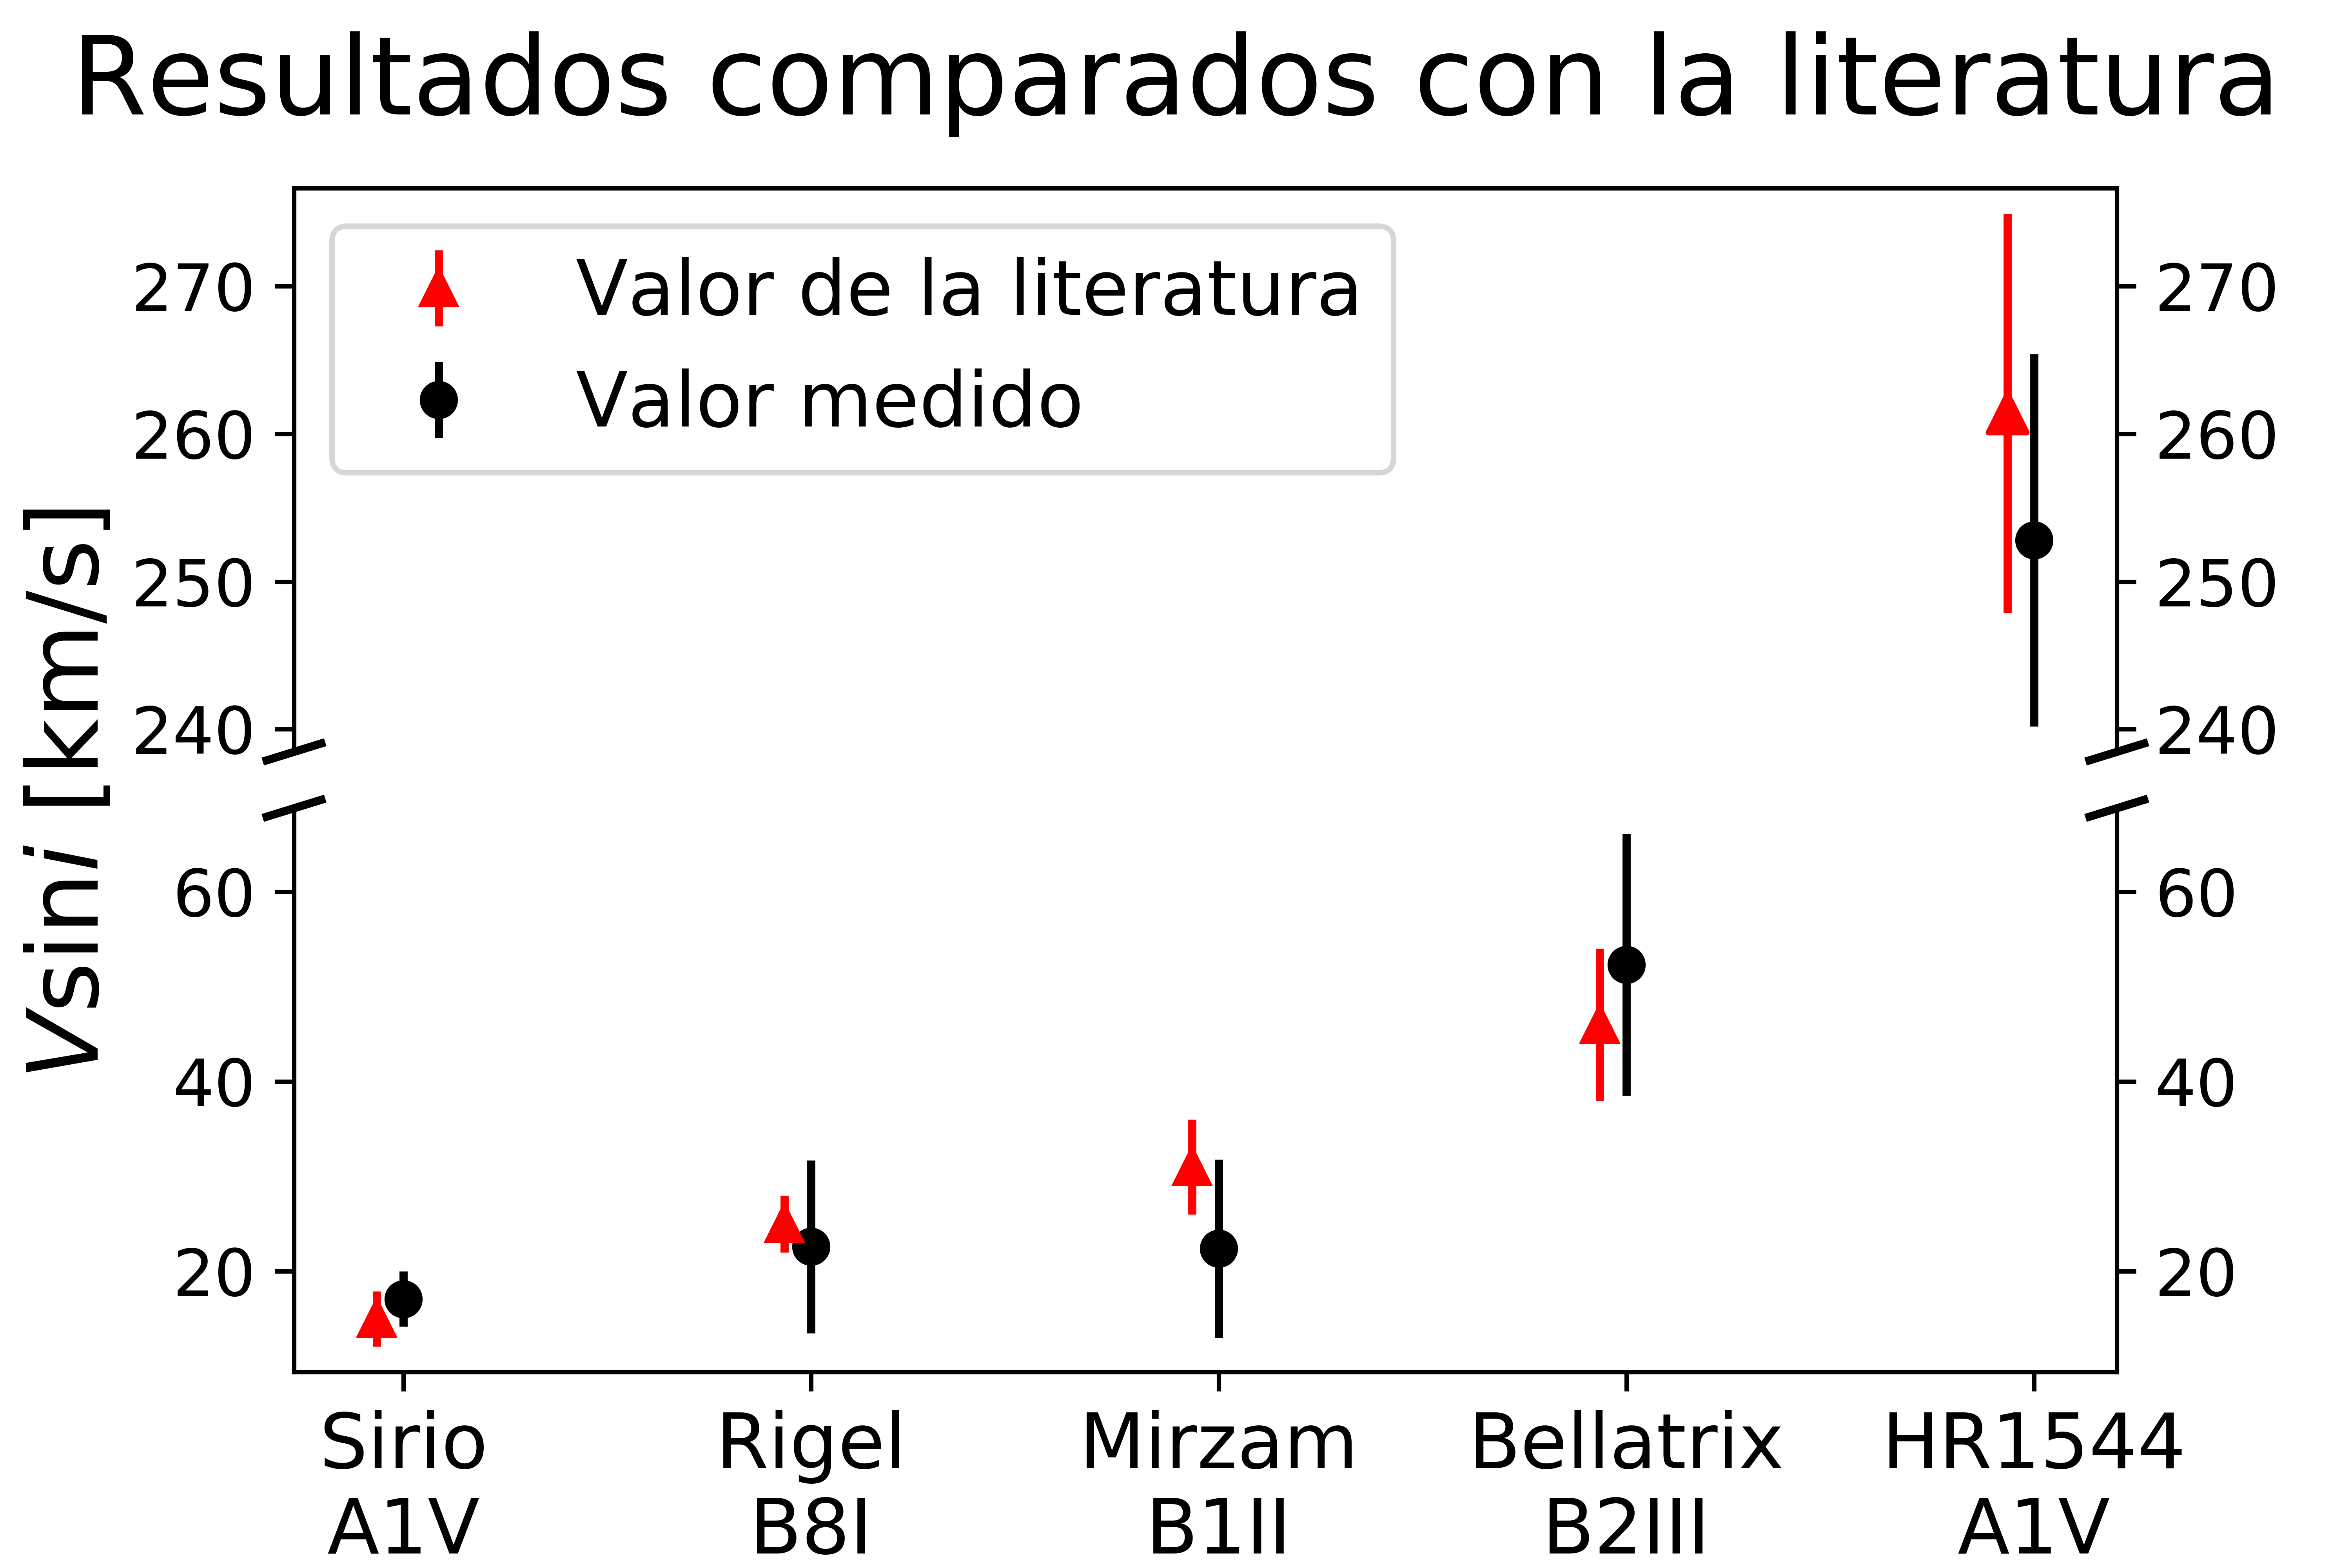 Resultados comparados con la literatura
Valor de la literatura
Valor medido
Vsini [km/s]
270
260
250
240
60
40
20
270
260
250
240
60
40
20
Sirio Rigel Mirzam Bellatrix HR1544
A1V B8I B1II B2III A1V